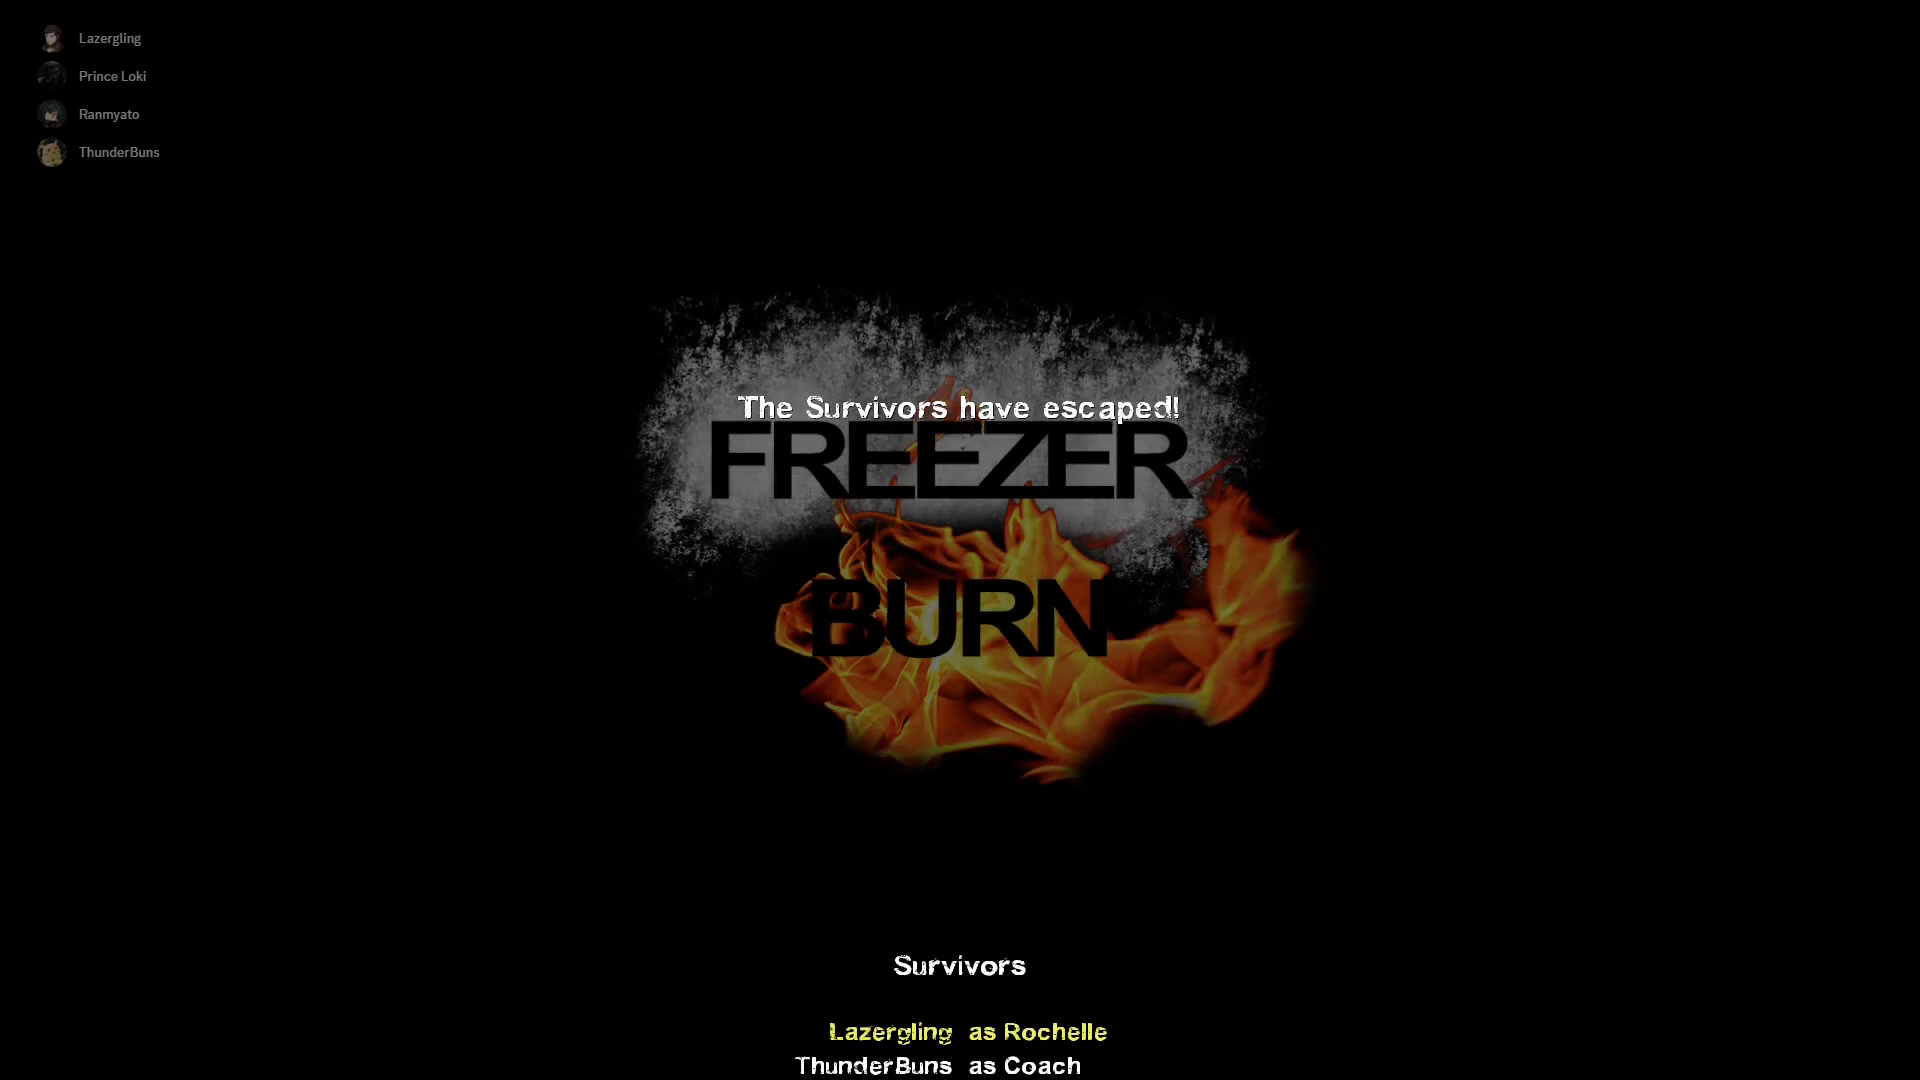 Lazergling
Prince Loki
Ranmyato
ThunderBuns
The Survivors have escaped!
FREEZER
BURN
Survivors
Lazergling as Rochelle
ThunderBuns as Coach